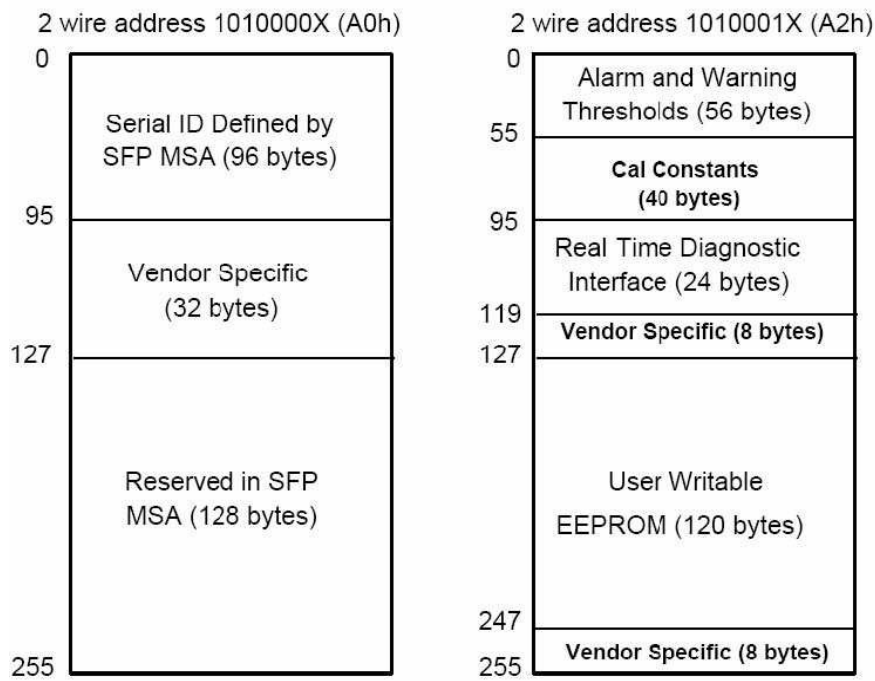 2 wire address 1010000X (A0h)
0
Serial ID Defined by
SFP MSA (96 bytes)
95
Vendor Specific
(32 bytes)
127
Reserved in SFP
MSA (128 bytes)
255
2 wire address 1010001X (A2h)
0
Alarm and Warning
Thresholds (56 bytes)
55
Cal Constants
(40 bytes)
95
Real Time Diagnostic
Interface (24 bytes)
119
Vendor Specific (8 bytes)
127
User Writable
EEPROM (120 bytes)
247
Vendor Specific (8 bytes)
255